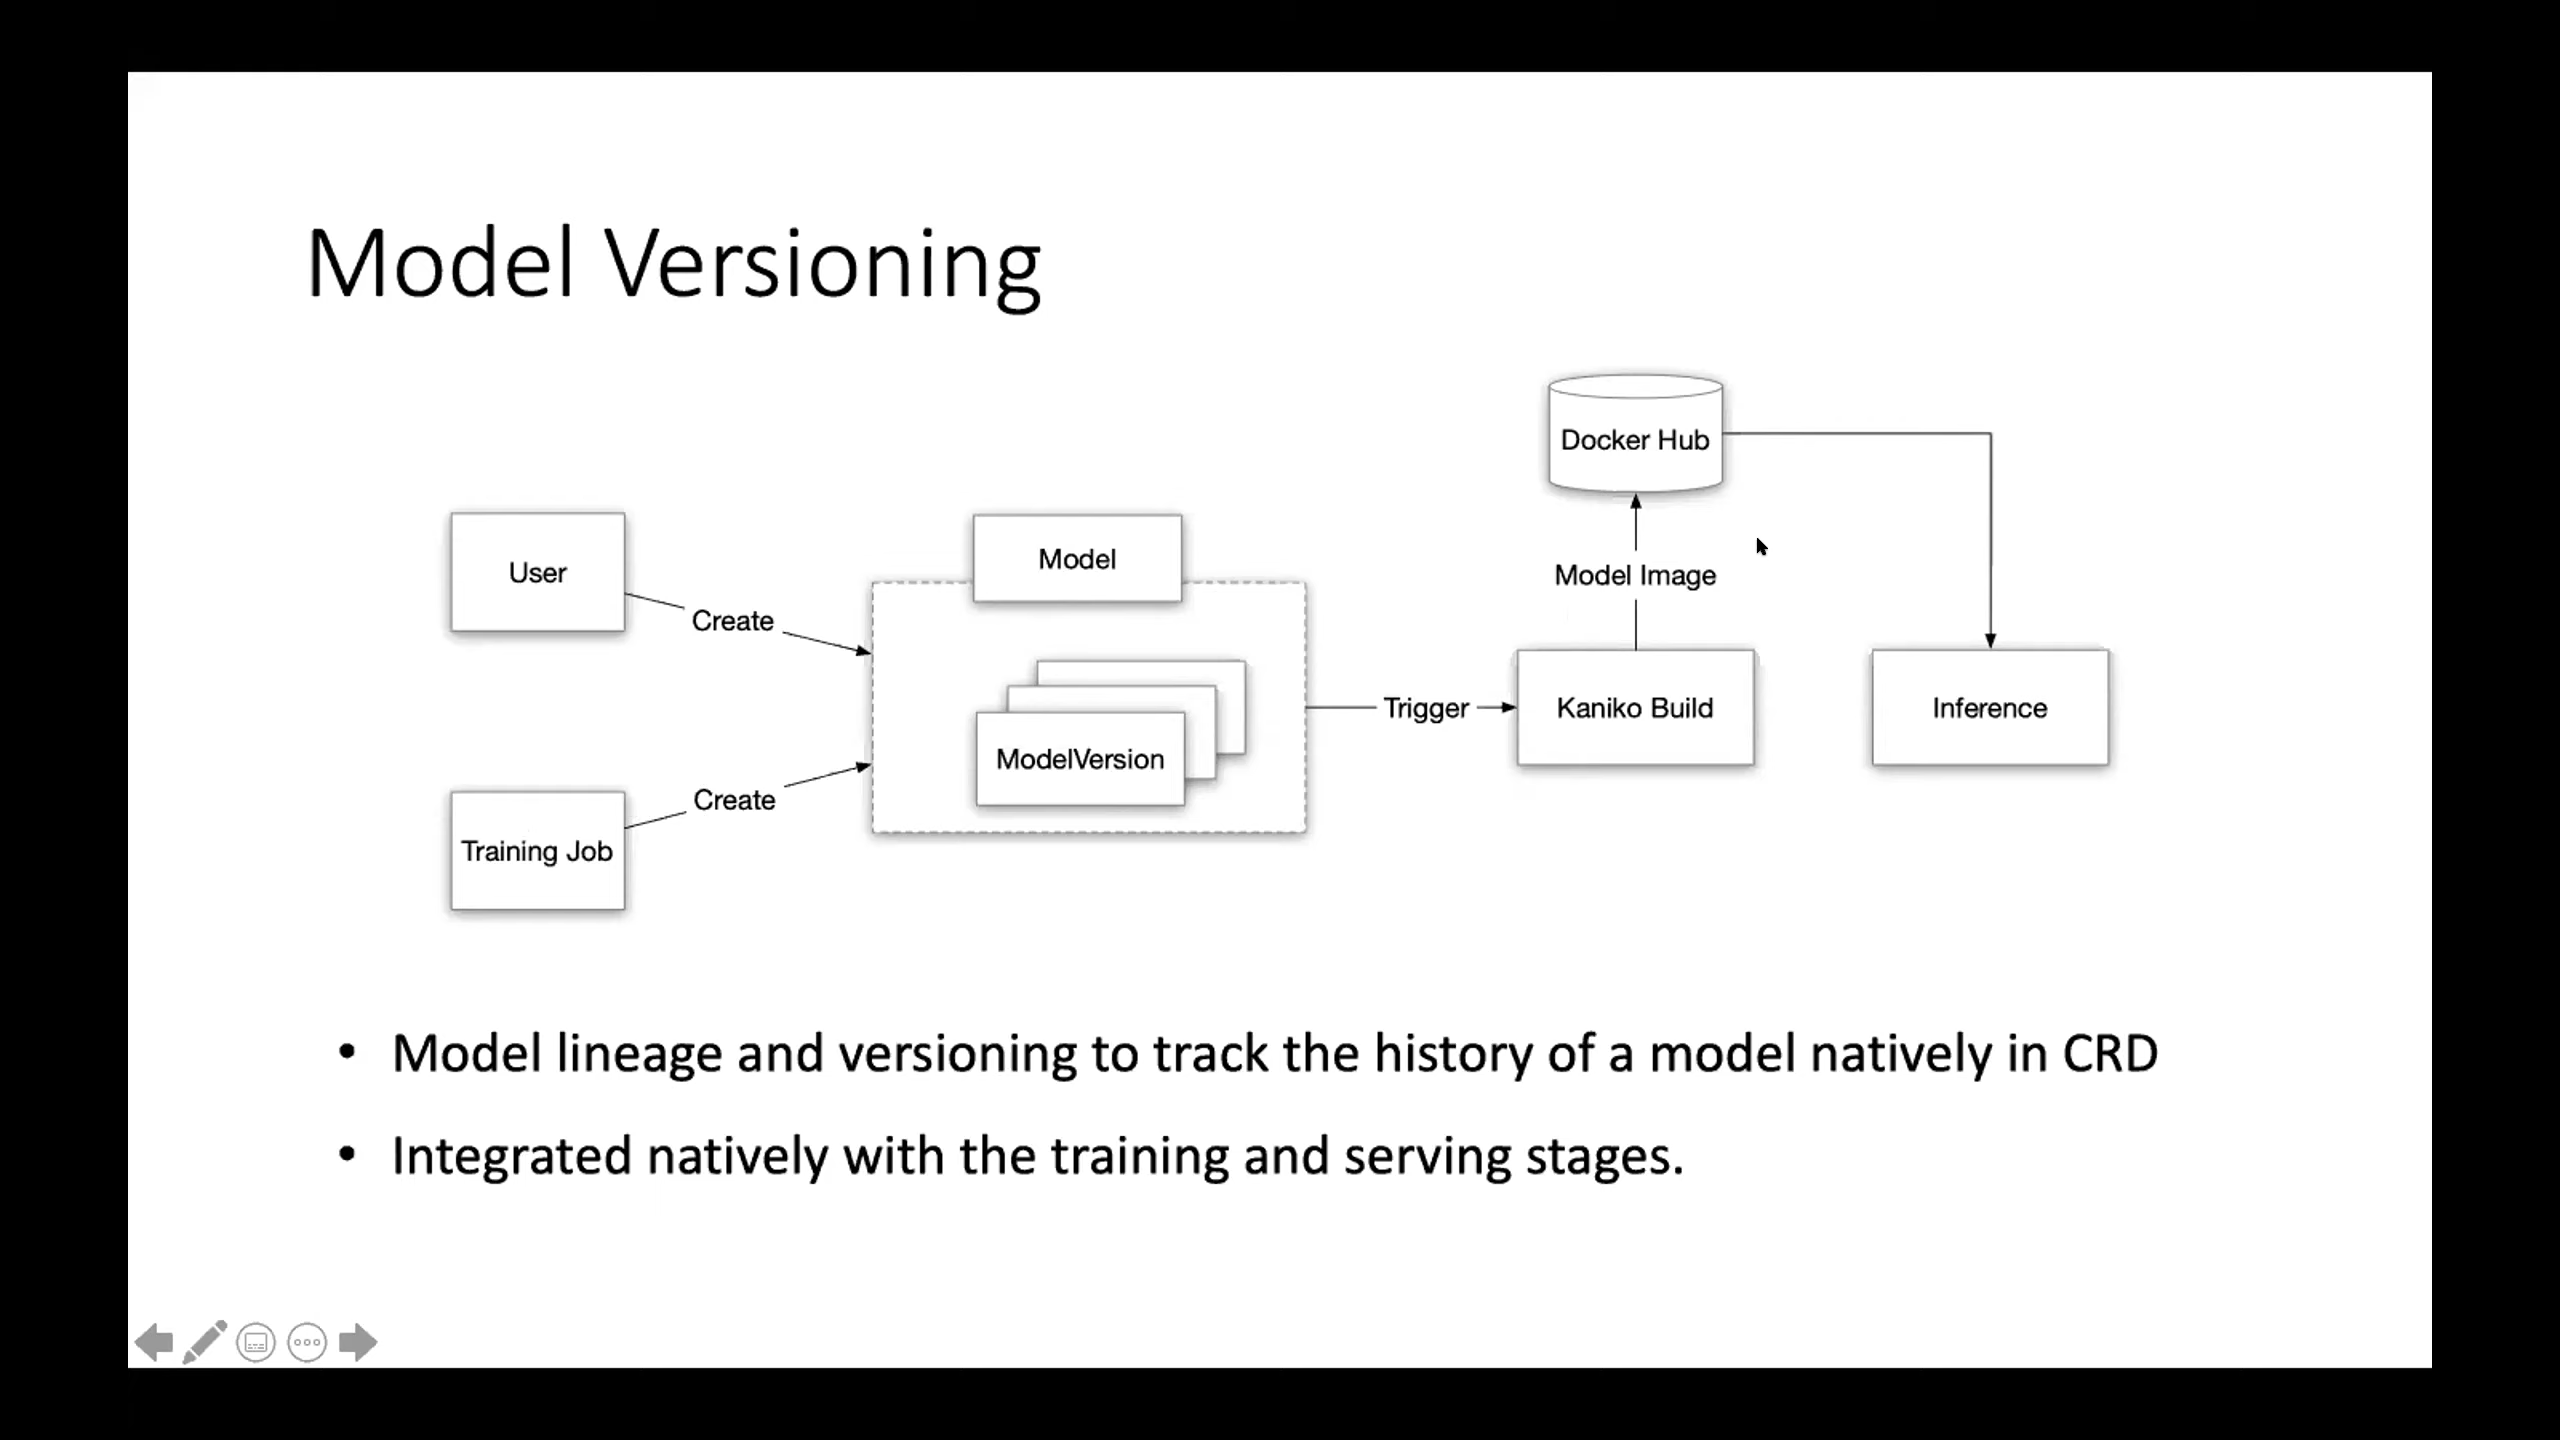 Model Versioning
Docker Hub
User
Model
Model Image
Create
Trigger
Kaniko Build
Inference
ModelVersion
Create
Training Job
• Model lineage and versioning to track the history of a model natively in CRD
• Integrated natively with the training and serving stages.